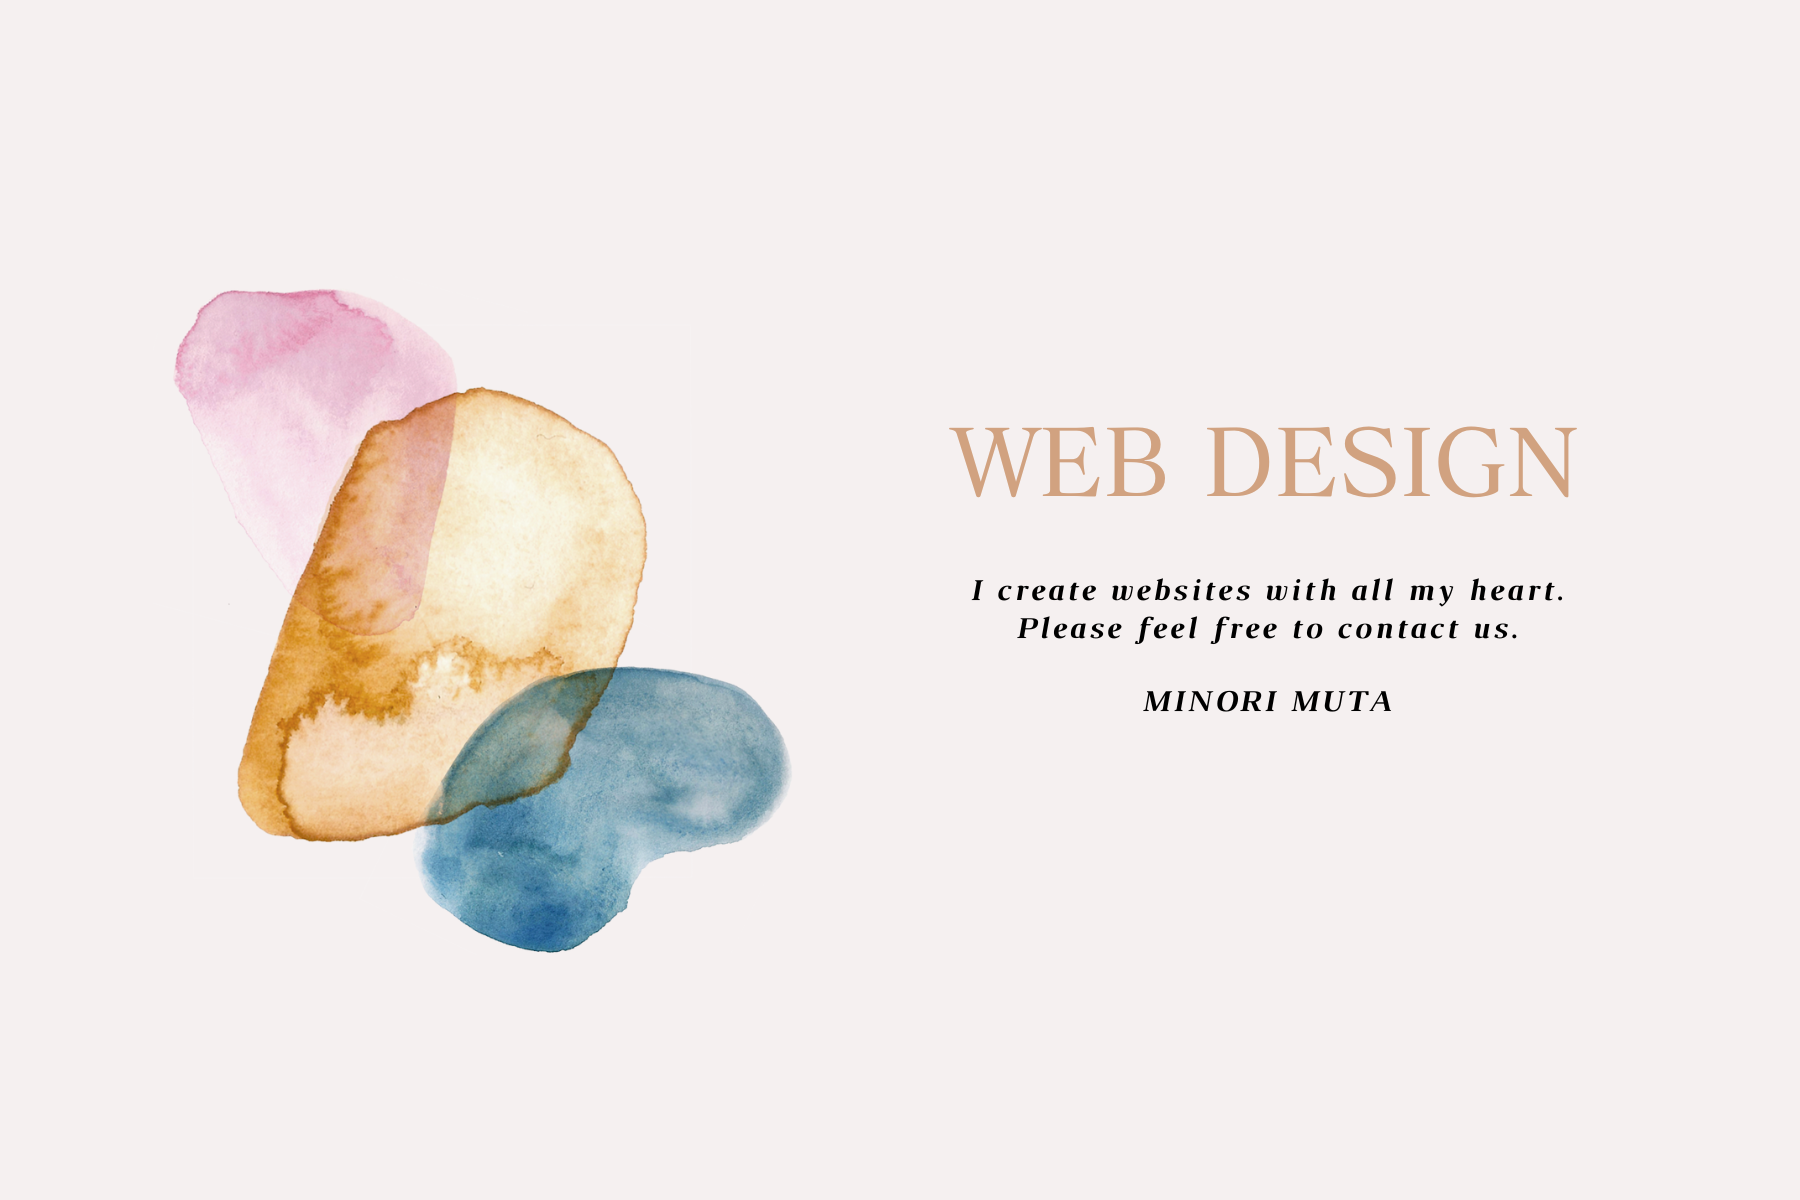 WEB DESIGN
I create websites with all my heart.
Please feel free to contact us.
MINORI MUTA